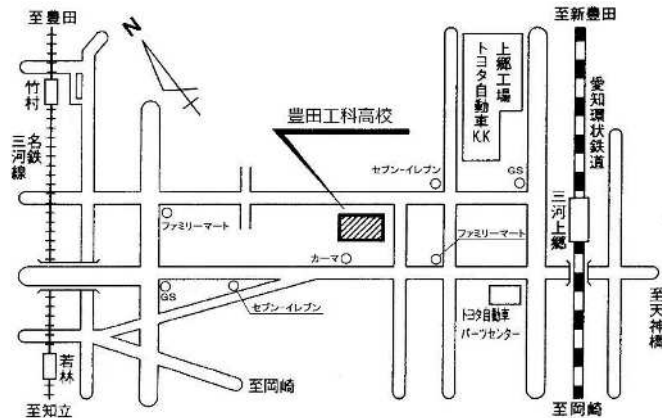 至豊田
至新豊田
N
上郷工場
トヨタ自動車K.K
愛知環状鉄道
竹村
名鉄
三河線
豊田工科高校
セブン-イレブン
GS
三河上郷
ファミリーマート
カーマ
ファミリーマート
GS
セブン-イレブン
トヨタ自動車
パーツセンター
至天神橋
若林
至岡崎
至知立
至岡崎